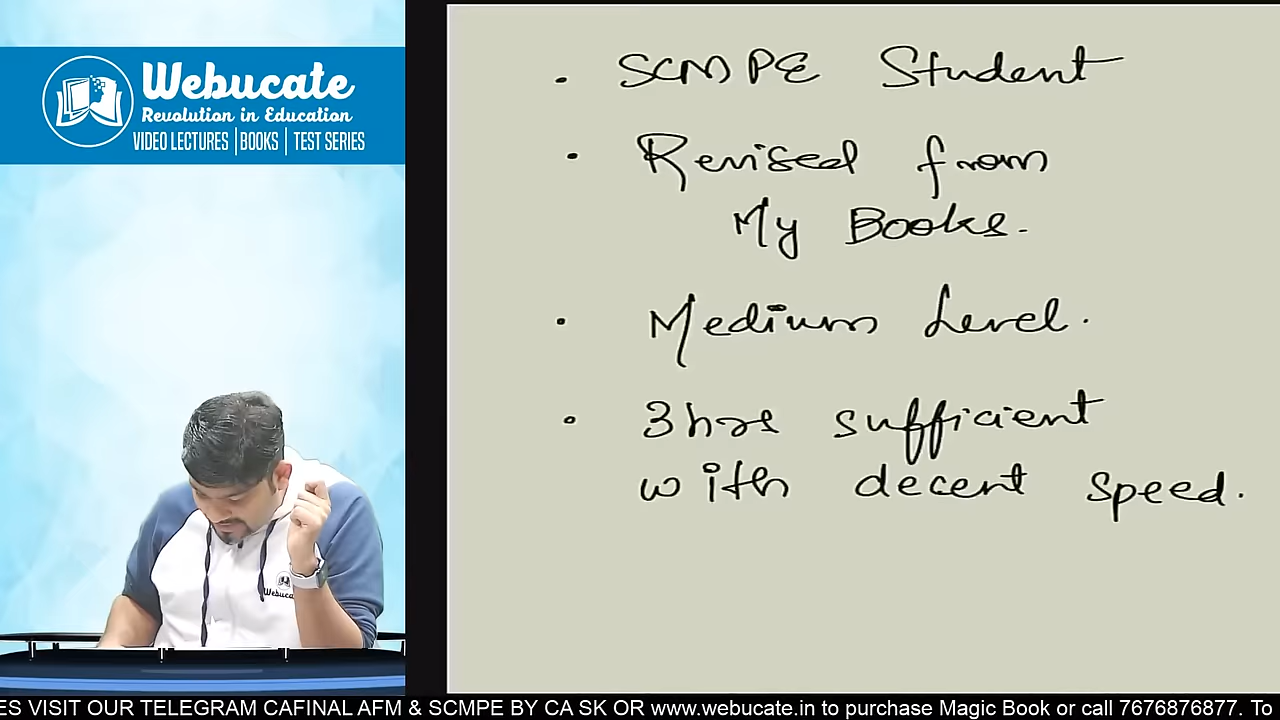 Webucate
Revolution in Education
VIDEO LECTURES | BOOKS | TEST SERIES
• SCMPE Student
• Revised from
My Books.
• Medium Level.
• 3hrs sufficient
with decent speed.
Webuca
ES VISIT OUR TELEGRAM CAFINAL AFM & SCMPE BY CA SK OR www.webucate.in to purchase Magic Book or call 7676876877. To